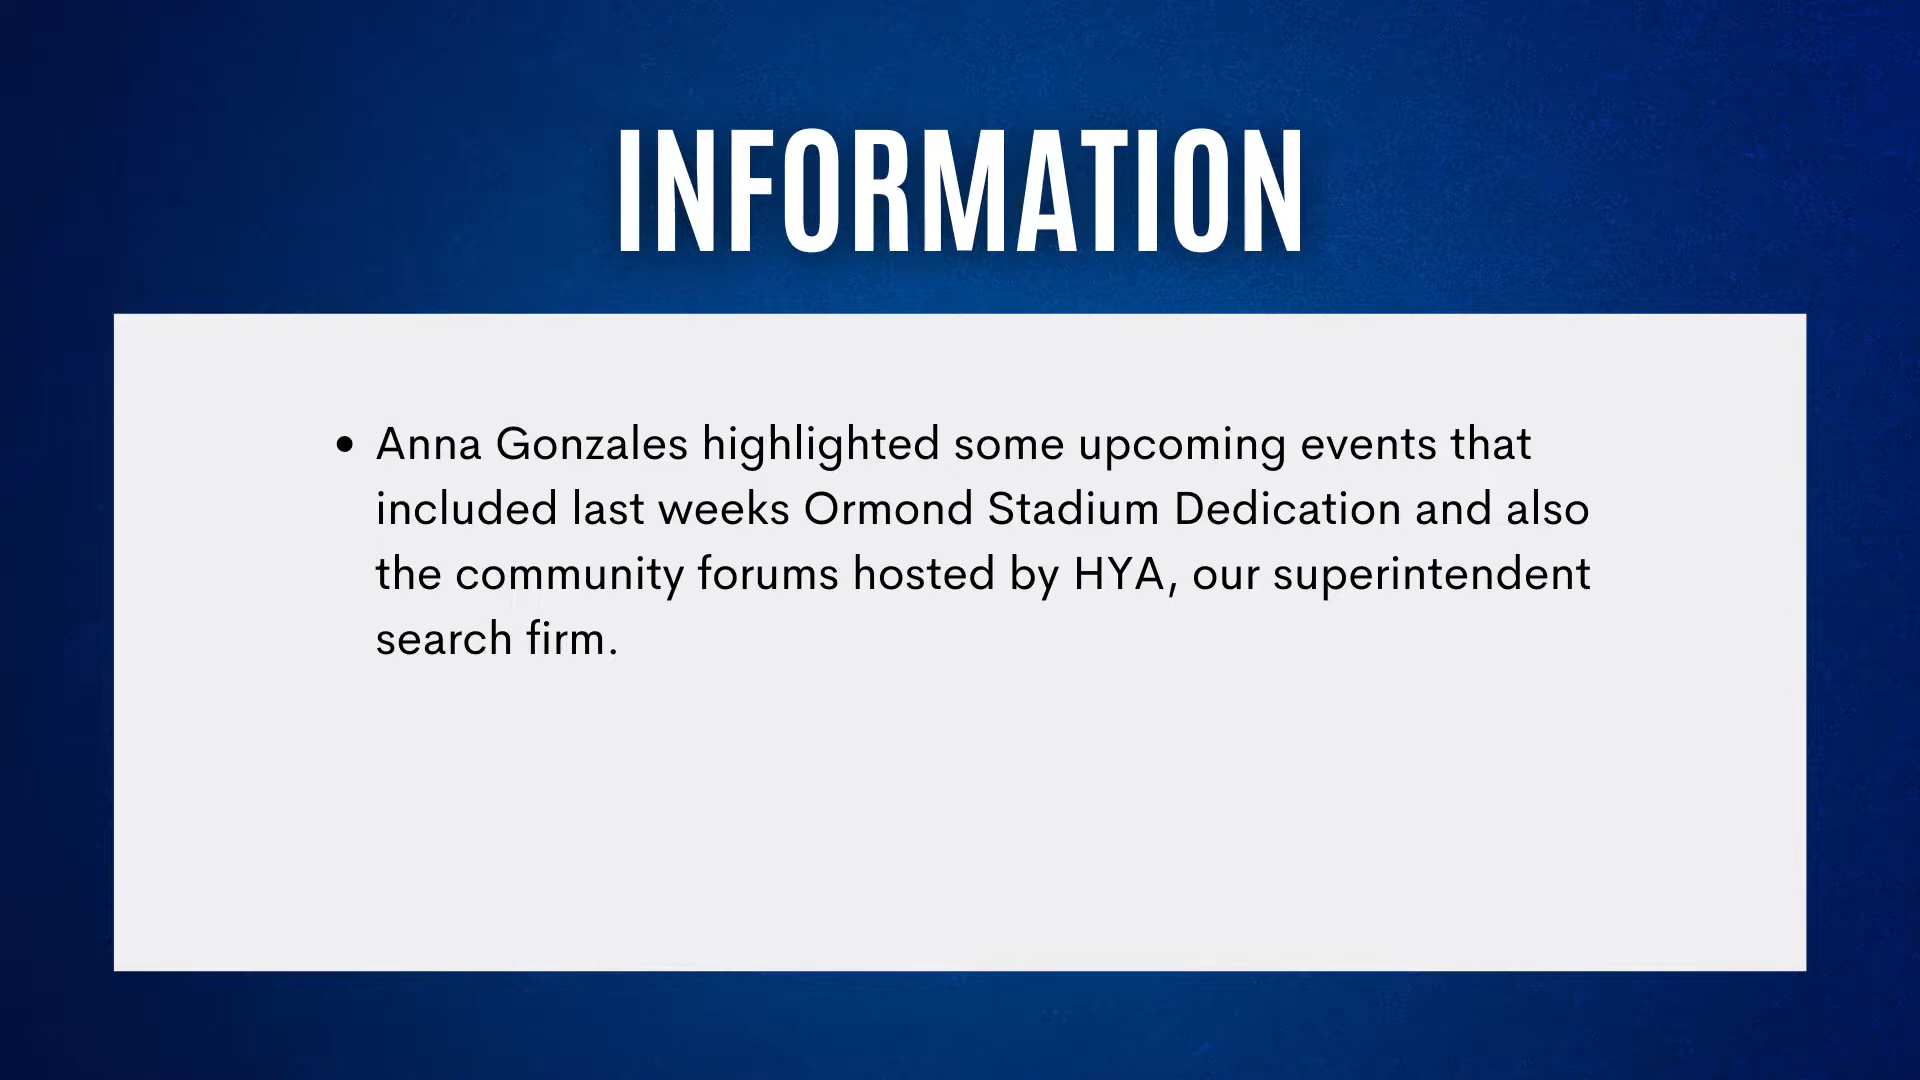 INFORMATION
• Anna Gonzales highlighted some upcoming events that
included last weeks Ormond Stadium Dedication and also
the community forums hosted by HYA, our superintendent
search firm.